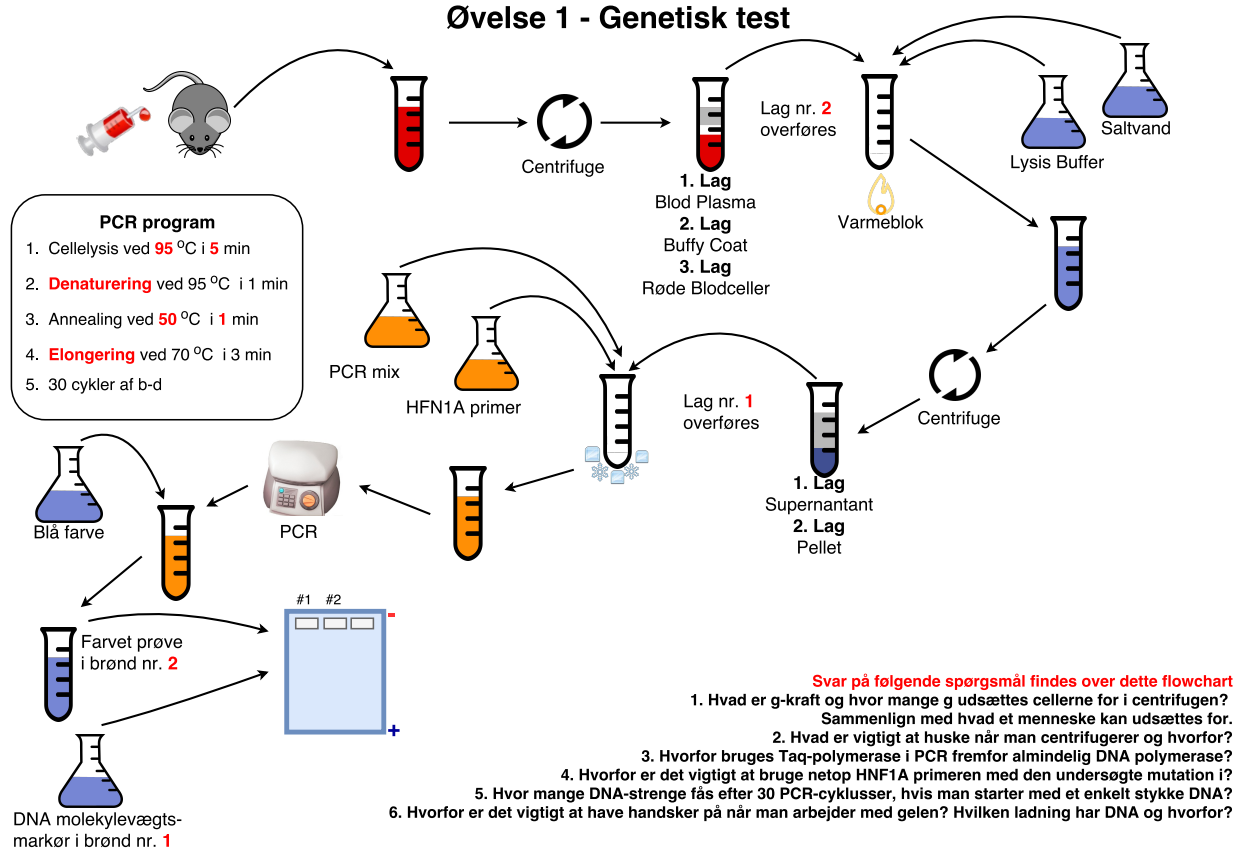 Øvelse 1 - Genetisk test
Centrifuge
1. Lag
Blod Plasma
2. Lag
Buffy Coat
3. Lag
Røde Blodceller
Lag nr. 2
overføres
Varmeblok
Lysis Buffer
Saltvand
PCR program
1. Cellelysis ved 95 ºC i 5 min
2. Denaturering ved 95 ºC i 1 min
3. Annealing ved 50 ºC i 1 min
4. Elongering ved 70 ºC i 3 min
5. 30 cykler af b-d
PCR mix
HFN1A primer
Lag nr. 1
overføres
Centrifuge
1. Lag
Supernantant
2. Lag
Pellet
Blå farve
PCR
#1 #2
-
+
Farvet prøve
i brønd nr. 2
DNA molekylevægts-
markør i brønd nr. 1
Svar på følgende spørgsmål findes over dette flowchart
1. Hvad er g-kraft og hvor mange g udsættes cellerne for i centrifugen?
Sammenlign med hvad et menneske kan udsættes for.
2. Hvad er vigtigt at huske når man centrifugerer og hvorfor?
3. Hvorfor bruges Taq-polymerase i PCR fremfor almindelig DNA polymerase?
4. Hvorfor er det vigtigt at bruge netop HNF1A primeren med den undersøgte mutation i?
5. Hvor mange DNA-strenge fås efter 30 PCR-cyklusser, hvis man starter med et enkelt stykke DNA?
6. Hvorfor er det vigtigt at have handsker på når man arbejder med gelen? Hvilken ladning har DNA og hvorfor?